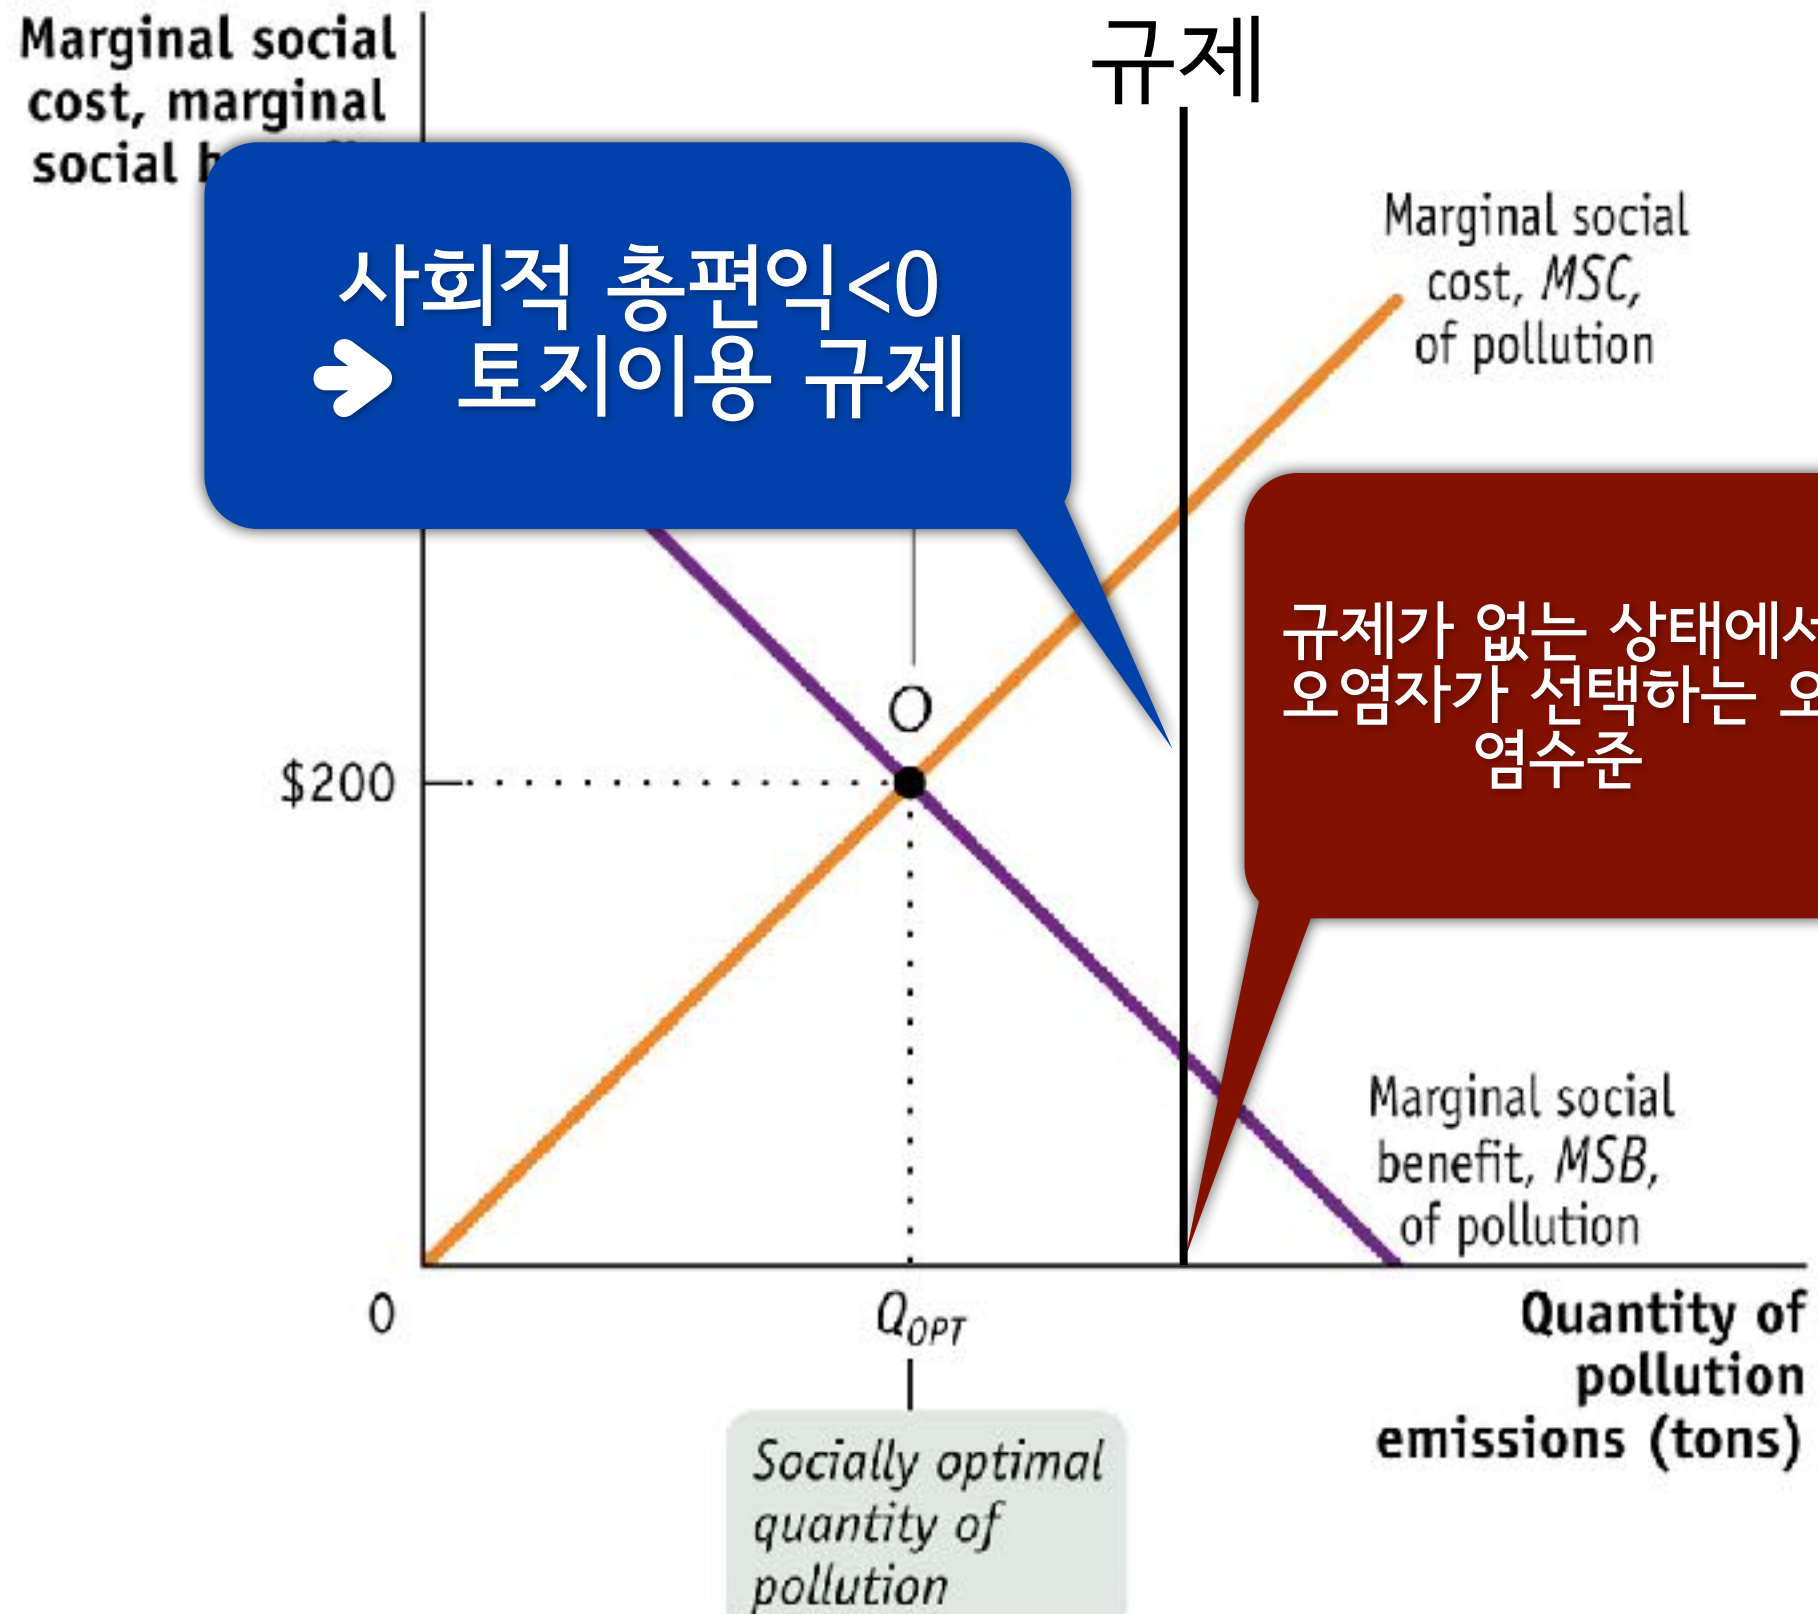 Marginal social
cost, marginal
social
규제
사회적 총편익<0
➔ 토지이용 규제
Marginal social
cost, MSC,
of pollution
규제가 없는 상태에서
오염자가 선택하는 오
염수준
O
$200
Marginal social
benefit, MSB,
of pollution
0
QOPT
Quantity of
pollution
emissions (tons)
Socially optimal
quantity of
pollution